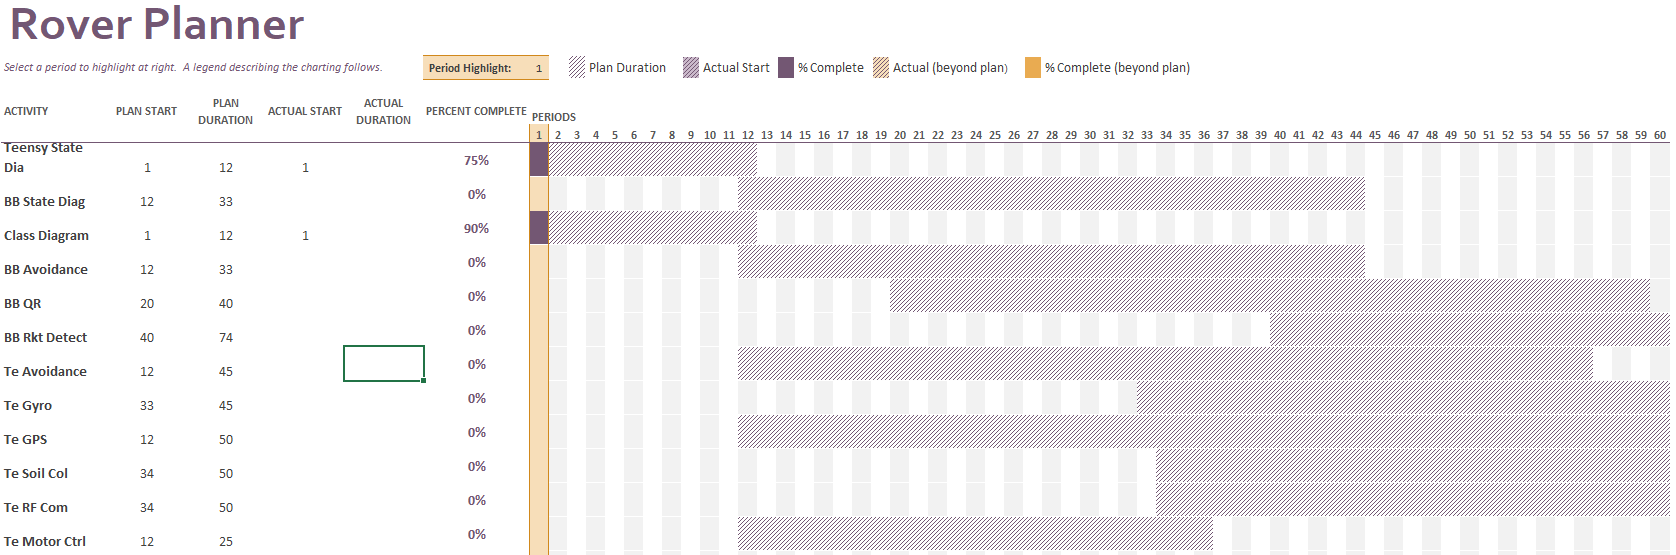 Rover Planner
Select a period to highlight at right.  A legend describing the charting follows.
Period Highlight: 1
Plan Duration
Actual Start
% Complete
Actual (beyond plan)
% Complete (beyond plan)
ACTIVITY PLAN START PLAN DURATION ACTUAL START ACTUAL DURATION PERCENT COMPLETE PERIODS
1 2 3 4 5 6 7 8 9 10 11 12 13 14 15 16 17 18 19 20 21 22 23 24 25 26 27 28 29 30 31 32 33 34 35 36 37 38 39 40 41 42 43 44 45 46 47 48 49 50 51 52 53 54 55 56 57 58 59 60
Teensy State
Dia 1 12 1 75%
BB State Diag 12 33 0%
Class Diagram 1 12 1 90%
BB Avoidance 12 33 0%
BB QR 20 40 0%
BB Rkt Detect 40 74 0%
Te Avoidance 12 45 0%
Te Gyro 33 45 0%
Te GPS 12 50 0%
Te Soil Col 34 50 0%
Te RF Com 34 50 0%
Te Motor Ctrl 12 25 0%